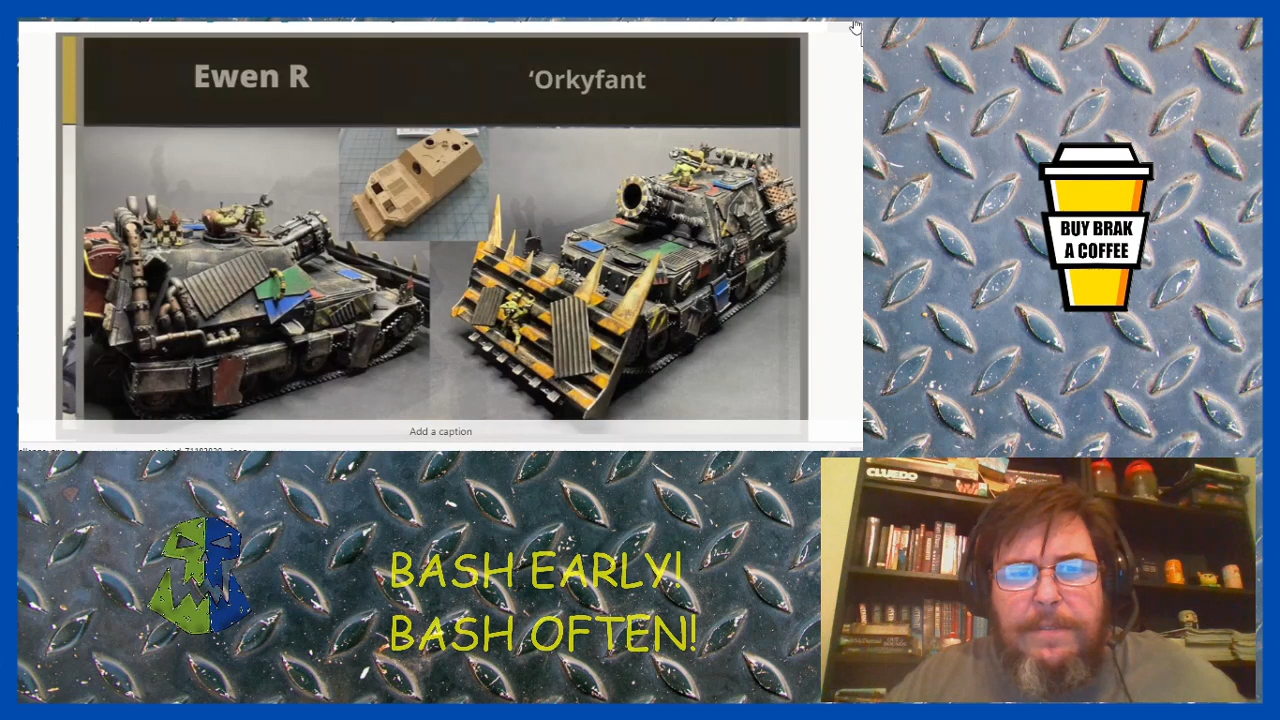 Ewen R
‘Orkyfant
Add a caption
BUY BRAK
A COFFEE
BASH EARLY!
BASH OFTEN!
CLUEDO